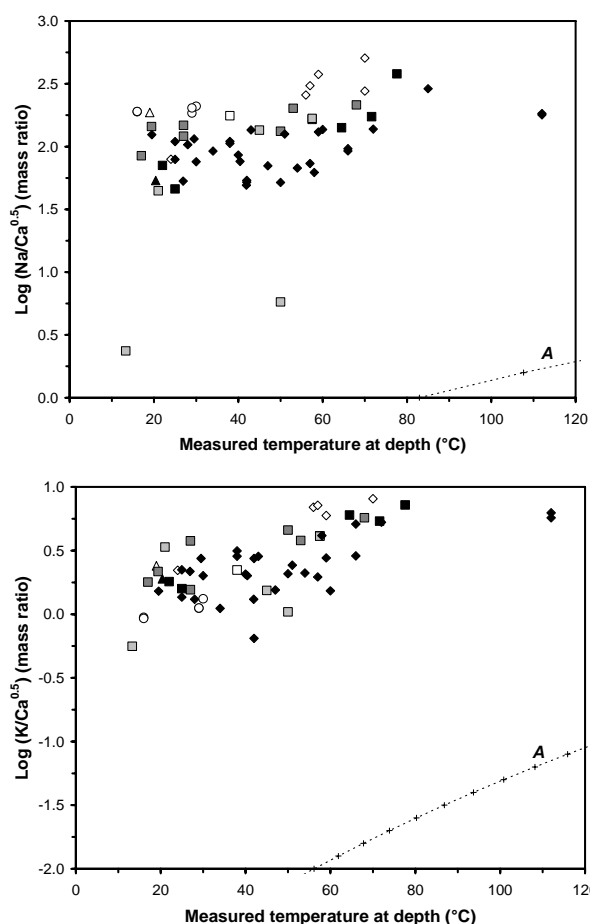 3.0
2.5
2.0
1.5
1.0
0.5
0.0
Log (Na/Ca^0.5) (mass ratio)
A
0 20 40 60 80 100 120
Measured temperature at depth (°C)
1.0
0.5
0.0
-0.5
-1.0
-1.5
-2.0
Log (K/Ca^0.5) (mass ratio)
A
0 20 40 60 80 100 120
Measured temperature at depth (°C)